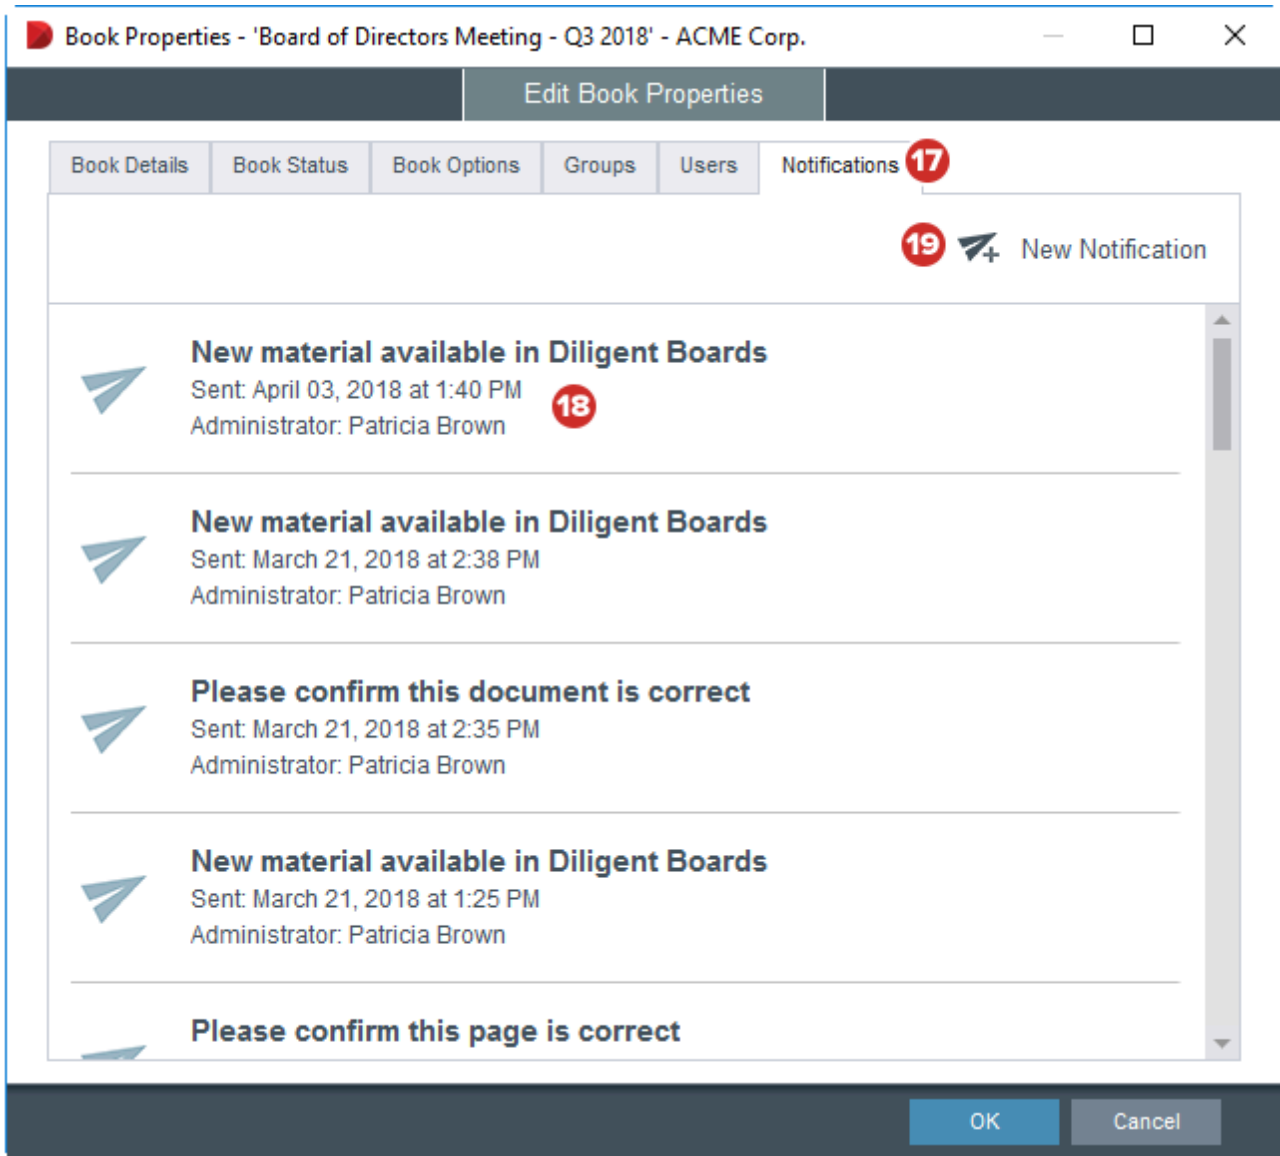 Book Properties - 'Board of Directors Meeting - Q3 2018' - ACME Corp.
Edit Book Properties
Book Details Book Status Book Options Groups Users Notifications 17
19 New Notification
New material available in Diligent Boards
Sent: April 03, 2018 at 1:40 PM
18
Administrator: Patricia Brown
New material available in Diligent Boards
Sent: March 21, 2018 at 2:38 PM
Administrator: Patricia Brown
Please confirm this document is correct
Sent: March 21, 2018 at 2:35 PM
Administrator: Patricia Brown
New material available in Diligent Boards
Sent: March 21, 2018 at 1:25 PM
Administrator: Patricia Brown
Please confirm this page is correct
OK Cancel